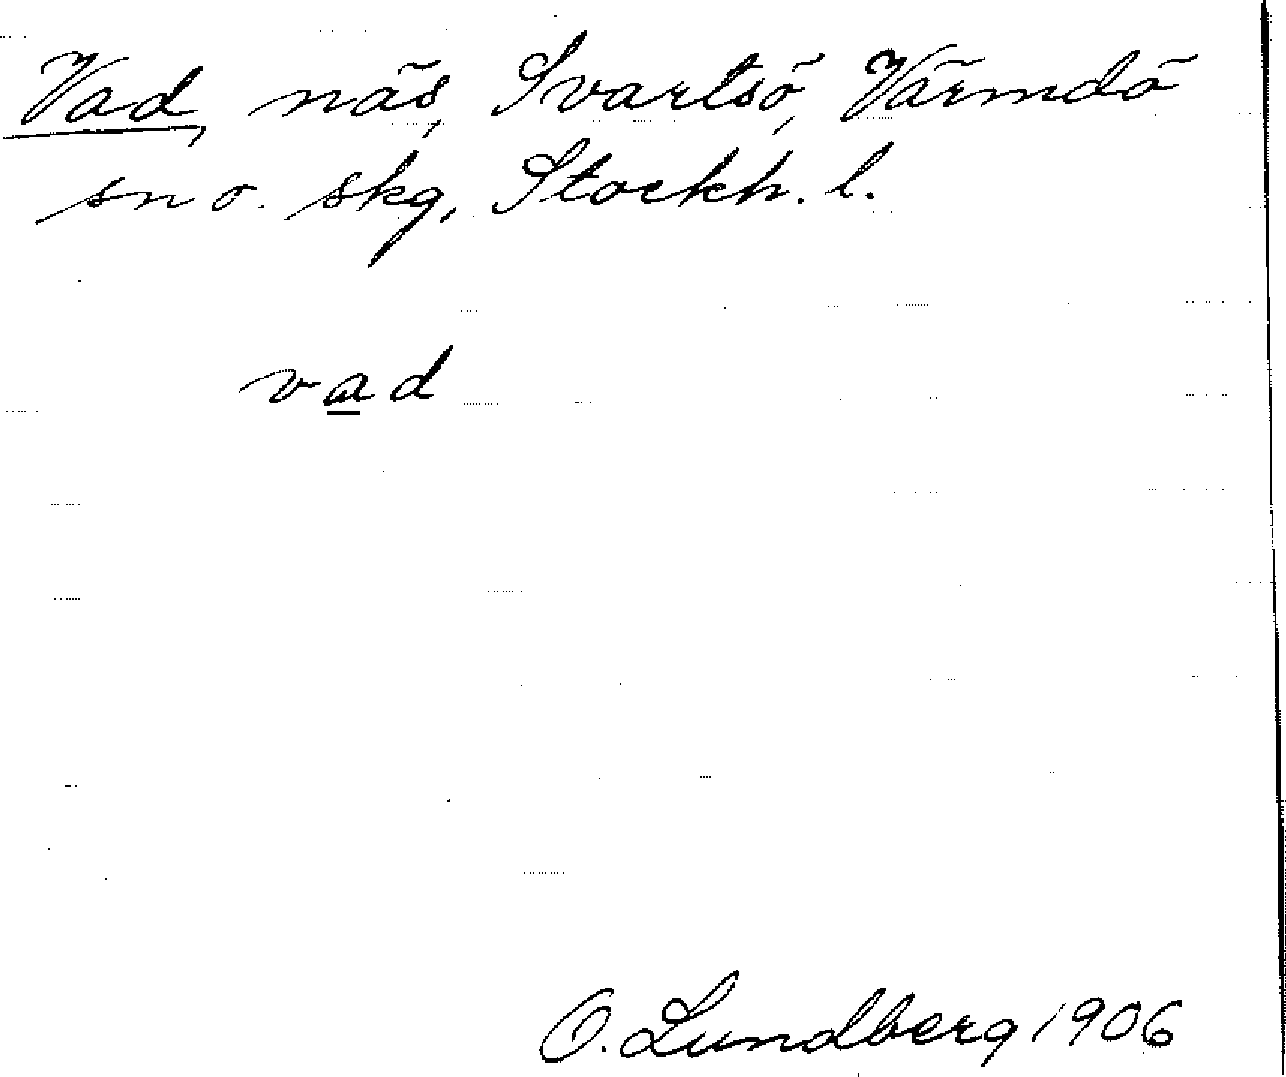 Vad, näs, Svartsö, Värmdö
sn o. skg, Stockh. l.
vad
O. Lundberg 1906